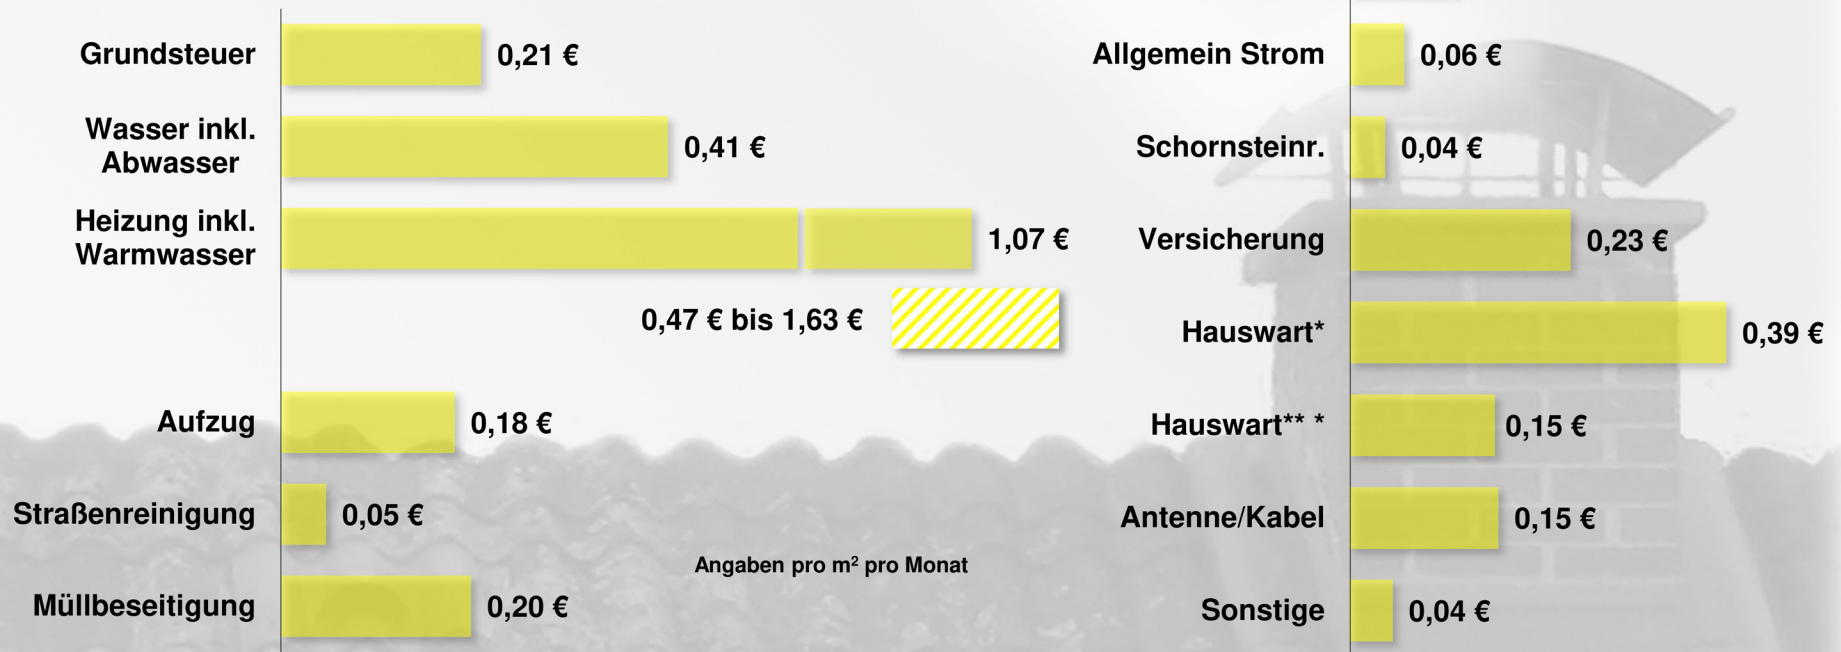 Grundsteuer
0,21 €
Wasser inkl.
Abwasser
0,41 €
Heizung inkl.
Warmwasser
1,07 €
0,47 € bis 1,63 €
Aufzug
0,18 €
Straßenreinigung
0,05 €
Müllbeseitigung
0,20 €
Angaben pro m² pro Monat
Allgemein Strom
0,06 €
Schornsteinr.
0,04 €
Versicherung
0,23 €
Hauswart*
0,39 €
Hauswart** *
0,15 €
Antenne/Kabel
0,15 €
Sonstige
0,04 €